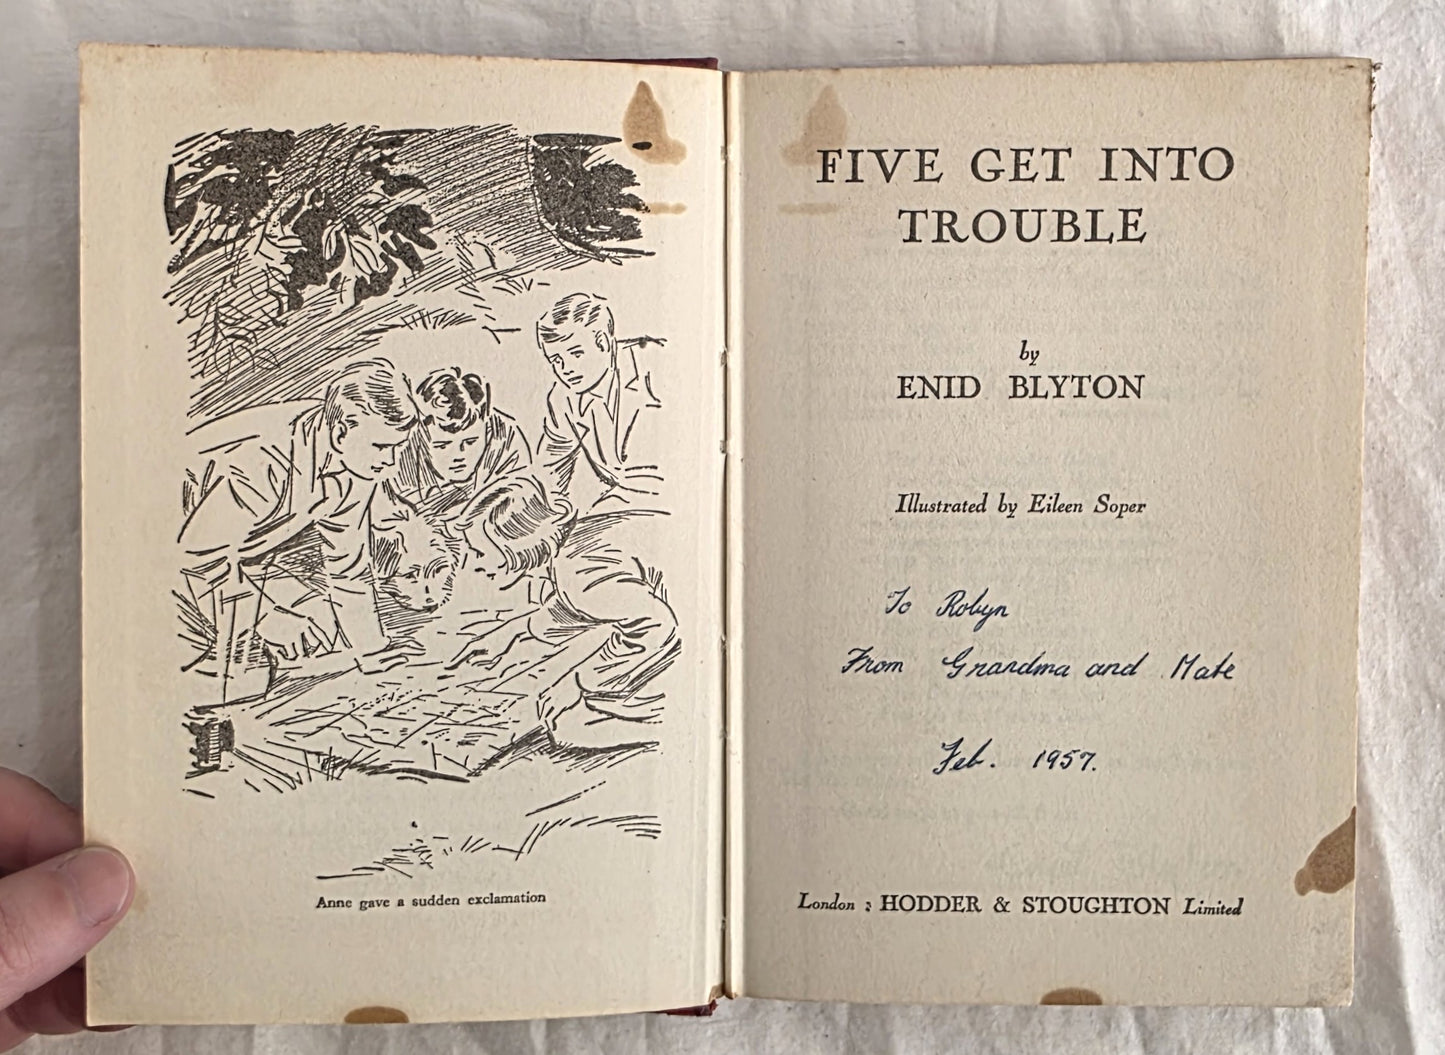 Anne gave a sudden exclamation
FIVE GET INTO
TROUBLE
by
ENID BLYTON
Illustrated by Eileen Soper
To Robyn
From Grandma and Mate
Feb. 1957.
London : HODDER & STOUGHTON Limited